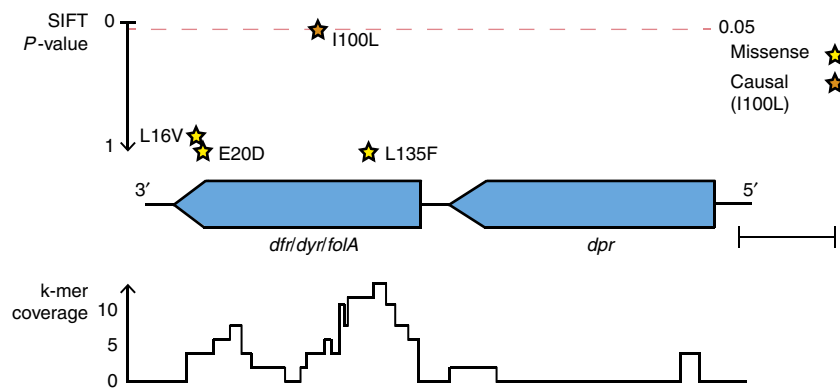 SIFT
P-value
0
0.05
I100L
Missense
Causal
(I100L)
L16V
1
E20D
L135F
3′
5′
dfr/dyr/folA
dpr
k-mer
coverage
10
5
0